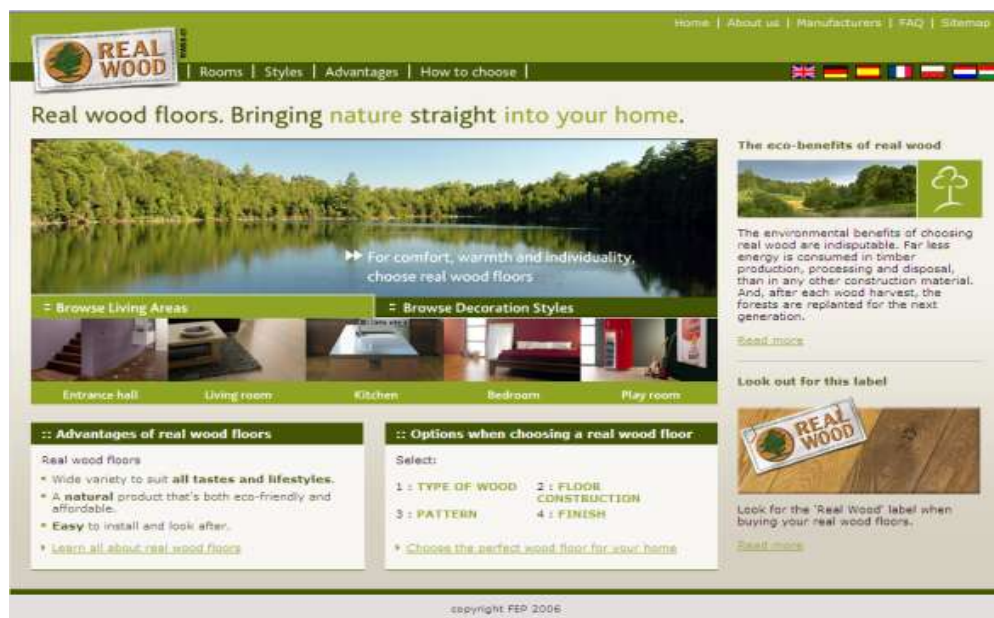 Home | About us | Manufacturers | FAQ | Sitemap
REAL
WOOD
| Rooms | Styles | Advantages | How to choose |
Real wood floors. Bringing nature straight into your home.
For comfort, warmth and individuality,
choose real wood floors
:: Browse Living Areas
:: Browse Decoration Styles
Entrance hall Living room Kitchen Bedroom Play room
:: Advantages of real wood floors
Real wood floors
• Wide variety to suit all tastes and lifestyles.
• A natural product that's both eco-friendly and
affordable.
• Easy to install and look after.
Learn all about real wood floors
:: Options when choosing a real wood floor
Select:
1 : TYPE OF WOOD 2 : FLOOR
CONSTRUCTION
3 : PATTERN 4 : FINISH
Choose the perfect wood floor for your home
The eco-benefits of real wood
The environmental benefits of choosing
real wood are indisputable. Far less
energy is consumed in timber
production, processing and disposal,
than in any other construction material.
And, after each wood harvest, the
forests are replanted for the next
generation.
Read more
Look out for this label
REAL
WOOD
Look for the 'Real Wood' label when
buying your real wood floors.
Read more
copyright FEP 2006